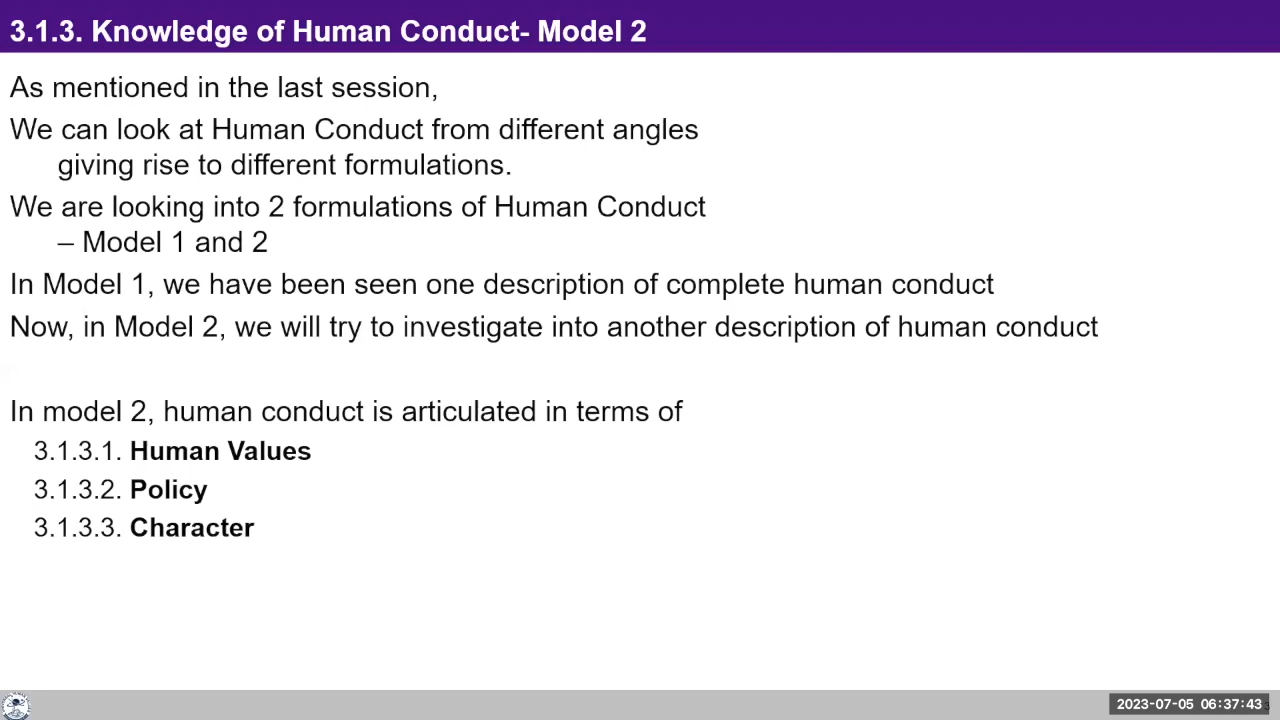 3.1.3. Knowledge of Human Conduct- Model 2
As mentioned in the last session,
We can look at Human Conduct from different angles
giving rise to different formulations.
We are looking into 2 formulations of Human Conduct
– Model 1 and 2
In Model 1, we have been seen one description of complete human conduct
Now, in Model 2, we will try to investigate into another description of human conduct
In model 2, human conduct is articulated in terms of
3.1.3.1. Human Values
3.1.3.2. Policy
3.1.3.3. Character
2023-07-05 06:37:43
3